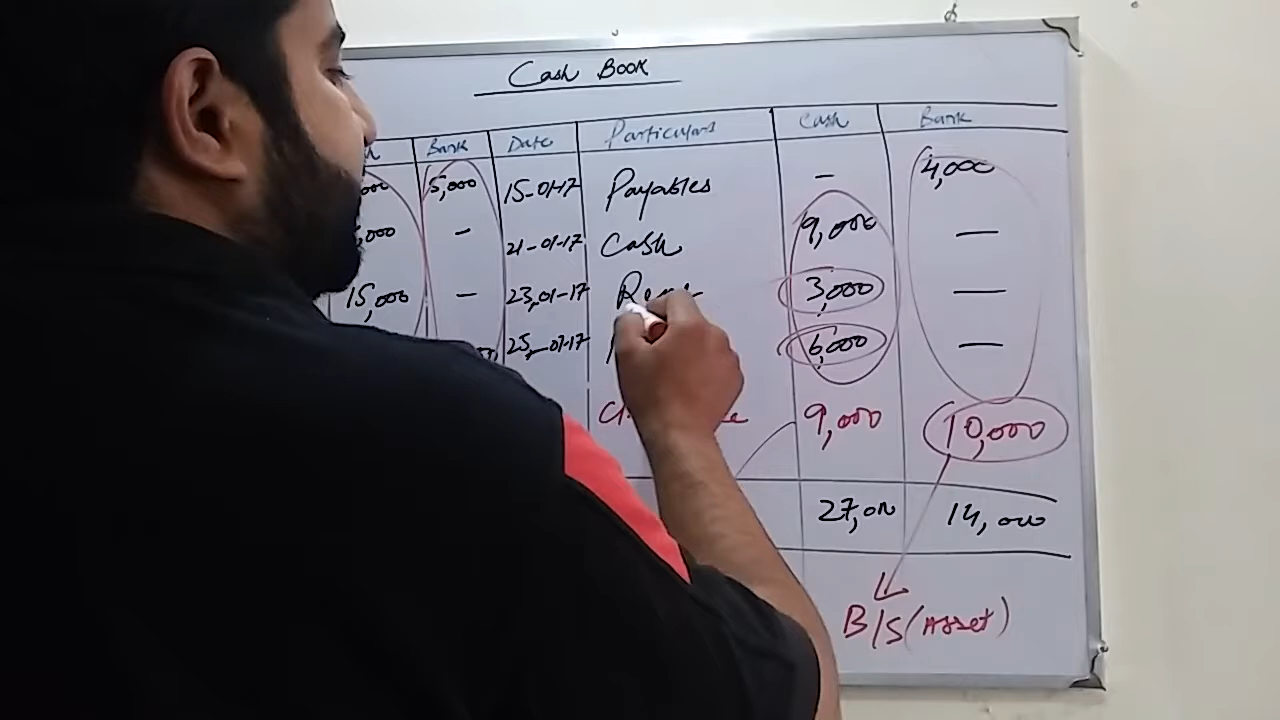 Cash Book
Bank Date Particulars Cash Bank
5,000 15-01-17 Payables - 4,000
- 21-01-17 Cash 9,000 -
15,000 - 23,01-17 3,000 -
25-01-17 6,000 -
9,000 10,000
27,000 14,000
B/S (Asset)